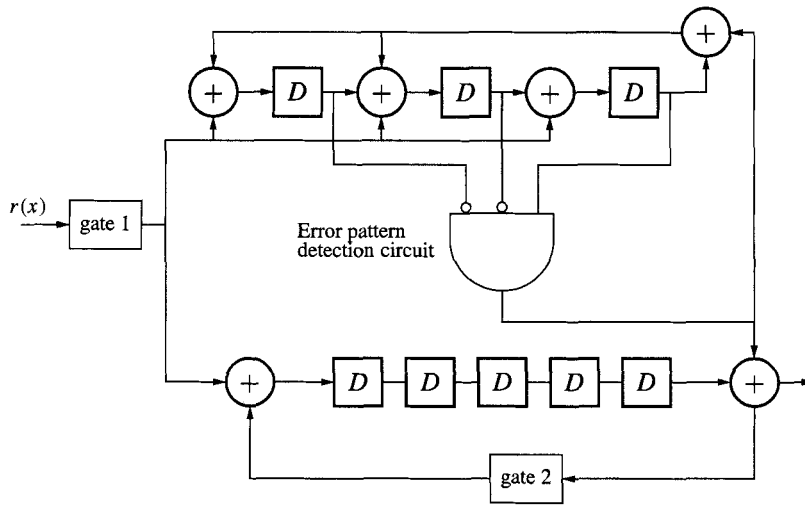 +
+ D + D + D
r(x) gate 1
Error pattern
detection circuit
+ D D D D D +
gate 2